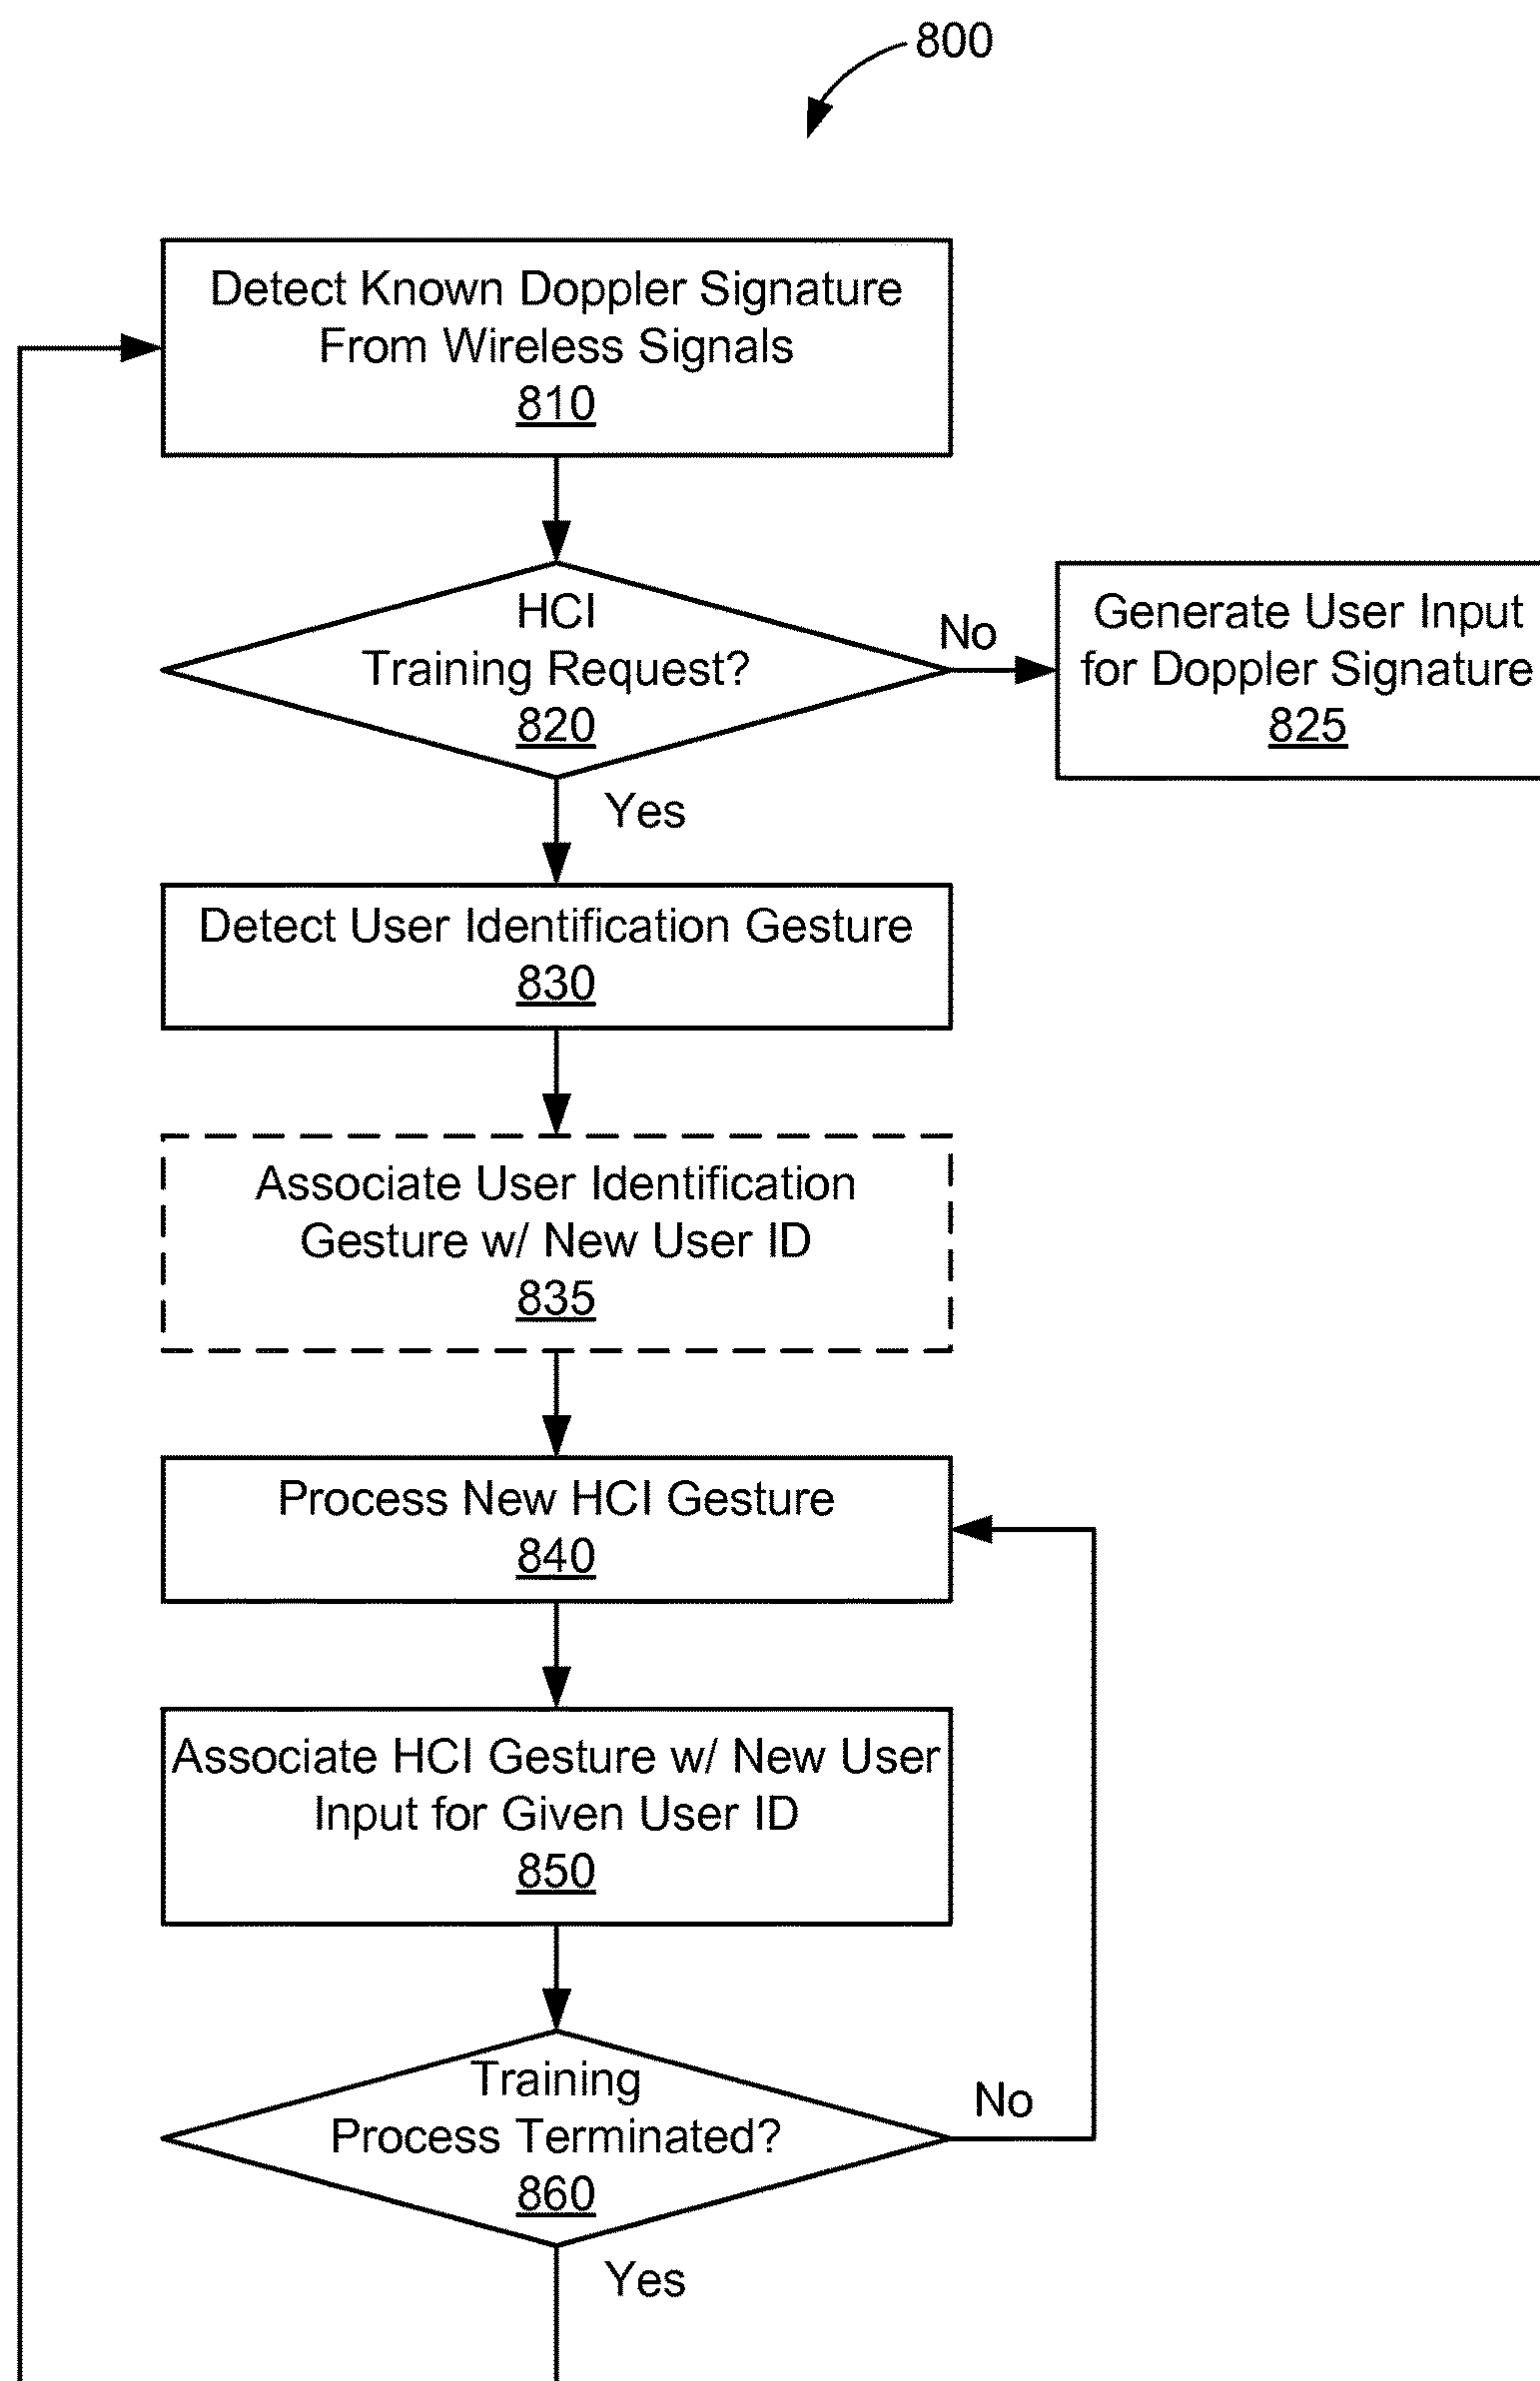 800
Detect Known Doppler Signature
From Wireless Signals
810
HCI
Training Request?
820
No
Generate User Input
for Doppler Signature
825
Yes
Detect User Identification Gesture
830
Associate User Identification
Gesture w/ New User ID
835
Process New HCI Gesture
840
Associate HCI Gesture w/ New User
Input for Given User ID
850
Training
Process Terminated?
860
No
Yes